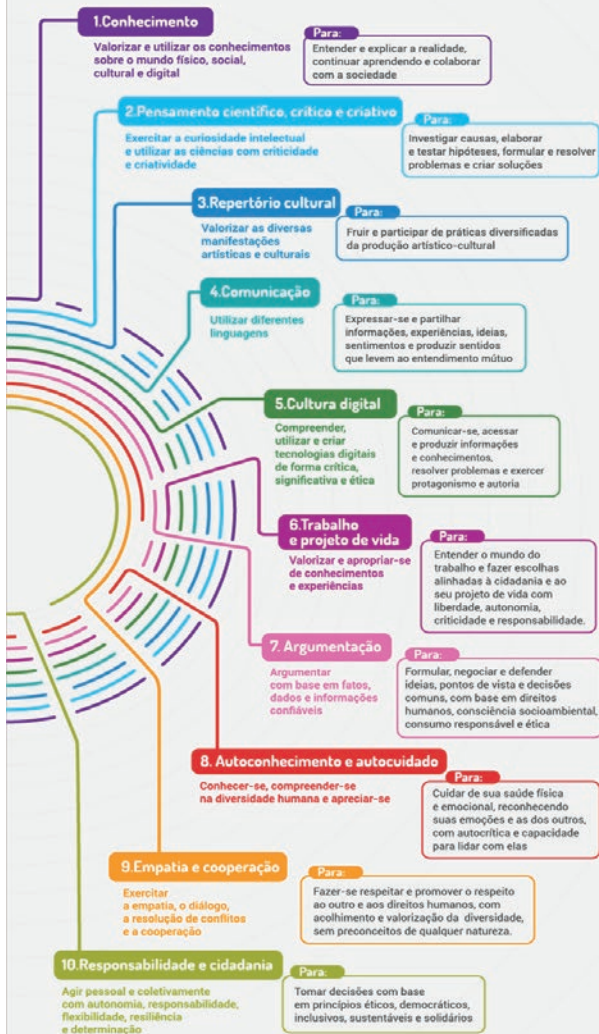 1.Conhecimento
Valorizar e utilizar os conhecimentos
sobre o mundo físico, social,
cultural e digital
Para:
Entender e explicar a realidade,
continuar aprendendo e colaborar
com a sociedade
2.Pensamento científico, crítico e criativo
Exercitar a curiosidade intelectual
e utilizar as ciências com criticidade
e criatividade
Para:
Investigar causas, elaborar
e testar hipóteses, formular e resolver
problemas e criar soluções
3.Repertório cultural
Valorizar as diversas
manifestações
artísticas e culturais
Para:
Fruir e participar de práticas diversificadas
da produção artístico-cultural
4.Comunicação
Utilizar diferentes
linguagens
Para:
Expressar-se e partilhar
informações, experiências, ideias,
sentimentos e produzir sentidos
que levem ao entendimento mútuo
5.Cultura digital
Compreender,
utilizar e criar
tecnologias digitais
de forma crítica,
significativa e ética
Para:
Comunicar-se, acessar
e produzir informações
e conhecimentos,
resolver problemas e exercer
protagonismo e autoria
6.Trabalho
e projeto de vida
Valorizar e apropriar-se
de conhecimentos
e experiências
Para:
Entender o mundo do
trabalho e fazer escolhas
alinhadas à cidadania e ao
seu projeto de vida com
liberdade, autonomia,
criticidade e responsabilidade.
7. Argumentação
Argumentar
com base em fatos,
dados e informações
confiáveis
Para:
Formular, negociar e defender
ideias, pontos de vista e decisões
comuns, com base em direitos
humanos, consciência socioambiental,
consumo responsável e ética
8. Autoconhecimento e autocuidado
Conhecer-se, compreender-se
na diversidade humana e apreciar-se
Para:
Cuidar de sua saúde física
e emocional, reconhecendo
suas emoções e as dos outros,
com autocrítica e capacidade
para lidar com elas
9.Empatia e cooperação
Exercitar
a empatia, o diálogo,
a resolução de conflitos
e a cooperação
Para:
Fazer-se respeitar e promover o respeito
ao outro e aos direitos humanos, com
acolhimento e valorização da diversidade,
sem preconceitos de qualquer natureza.
10.Responsabilidade e cidadania
Agir pessoal e coletivamente
com autonomia, responsabilidade,
flexibilidade, resiliência
e determinação
Para:
Tomar decisões com base
em princípios éticos, democráticos,
inclusivos, sustentáveis e solidários